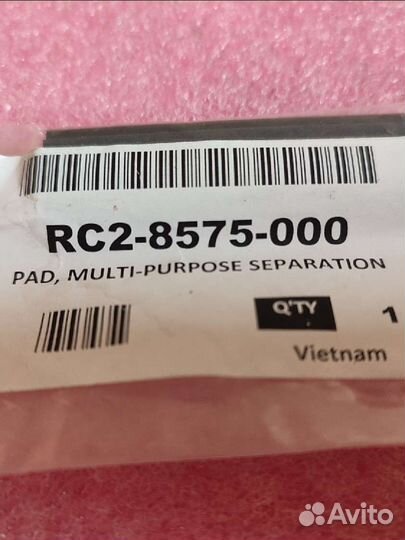 RC2-8575-000
PAD, MULTI-PURPOSE SEPARATION
Q'TY 1
Vietnam
Avito